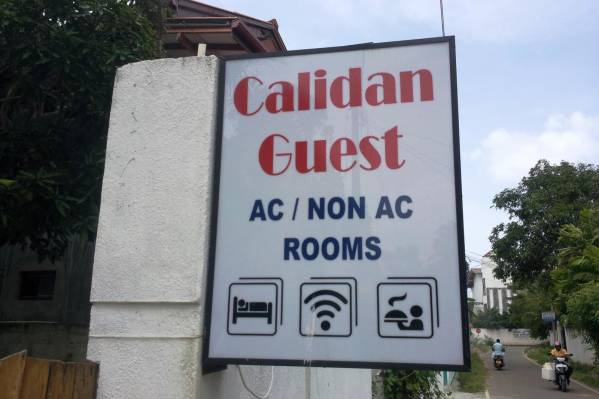 Calidan
Guest
AC / NON AC
ROOMS